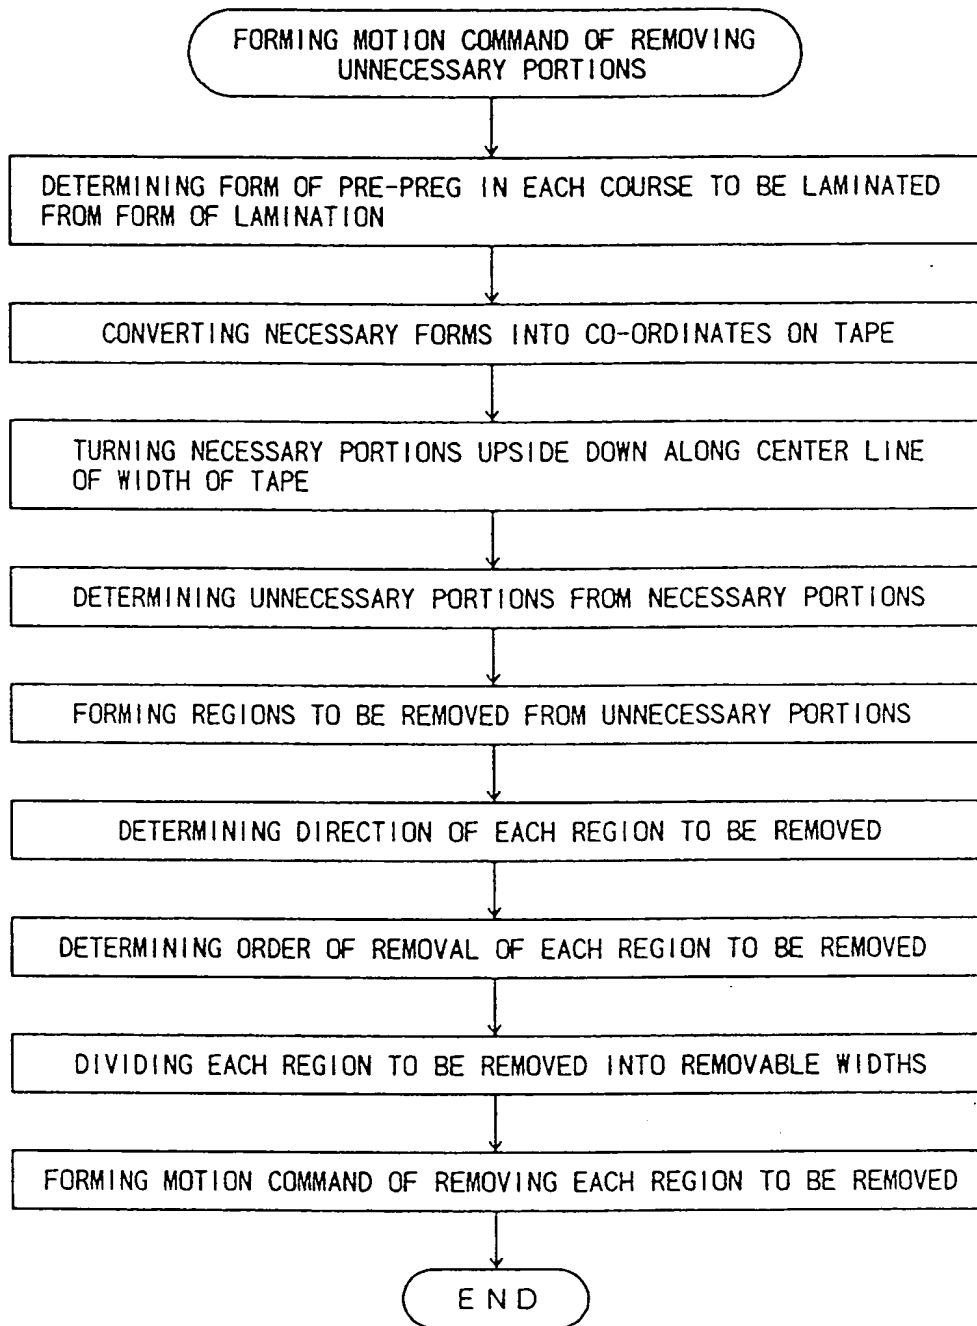 FORMING MOTION COMMAND OF REMOVING
UNNECESSARY PORTIONS
DETERMINING FORM OF PRE-PREG IN EACH COURSE TO BE LAMINATED
FROM FORM OF LAMINATION
CONVERTING NECESSARY FORMS INTO CO-ORDINATES ON TAPE
TURNING NECESSARY PORTIONS UPSIDE DOWN ALONG CENTER LINE
OF WIDTH OF TAPE
DETERMINING UNNECESSARY PORTIONS FROM NECESSARY PORTIONS
FORMING REGIONS TO BE REMOVED FROM UNNECESSARY PORTIONS
DETERMINING DIRECTION OF EACH REGION TO BE REMOVED
DETERMINING ORDER OF REMOVAL OF EACH REGION TO BE REMOVED
DIVIDING EACH REGION TO BE REMOVED INTO REMOVABLE WIDTHS
FORMING MOTION COMMAND OF REMOVING EACH REGION TO BE REMOVED
END